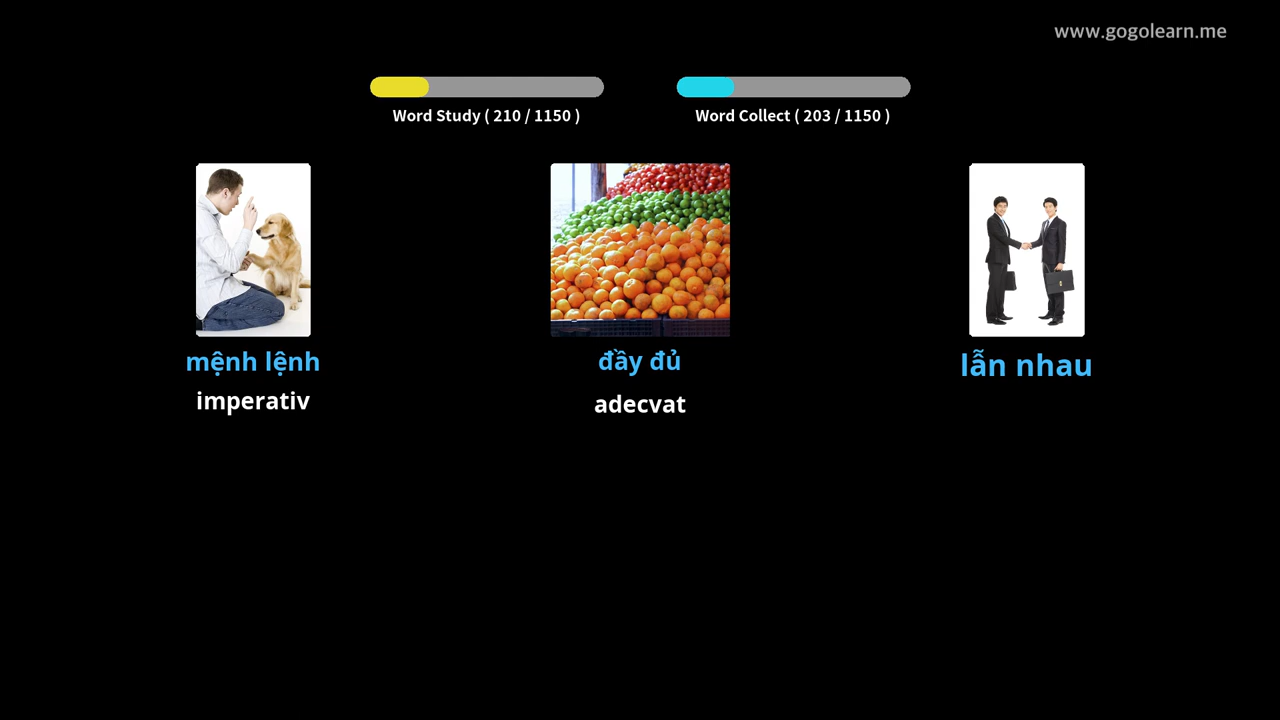 www.gogolearn.me
Word Study ( 210 / 1150 )
Word Collect ( 203 / 1150 )
mệnh lệnh
imperativ
đầy đủ
adecvat
lẫn nhau